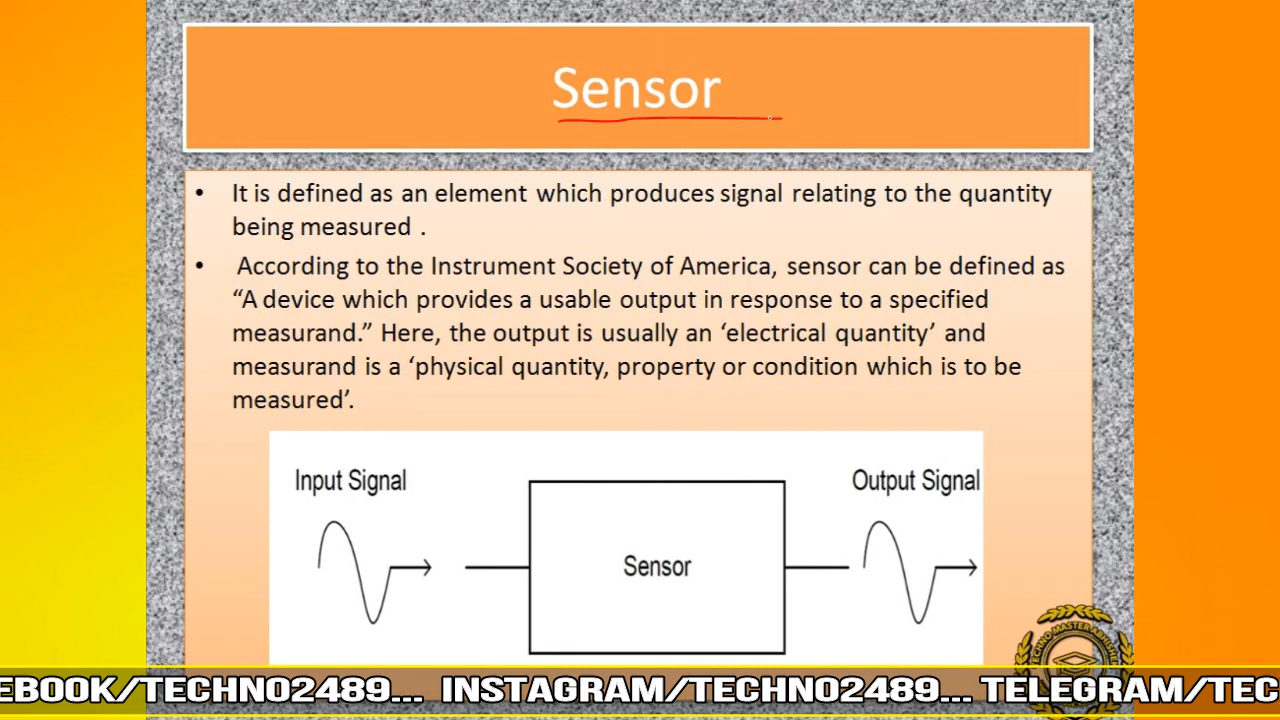 Sensor
• It is defined as an element which produces signal relating to the quantity
being measured .
• According to the Instrument Society of America, sensor can be defined as
“A device which provides a usable output in response to a specified
measurand.” Here, the output is usually an ‘electrical quantity’ and
measurand is a ‘physical quantity, property or condition which is to be
measured’.
Input Signal
Sensor
Output Signal
TECHNO MASTER ABHISHEK
EBOOK/TECHNO2489... INSTAGRAM/TECHNO2489... TELEGRAM/TEC